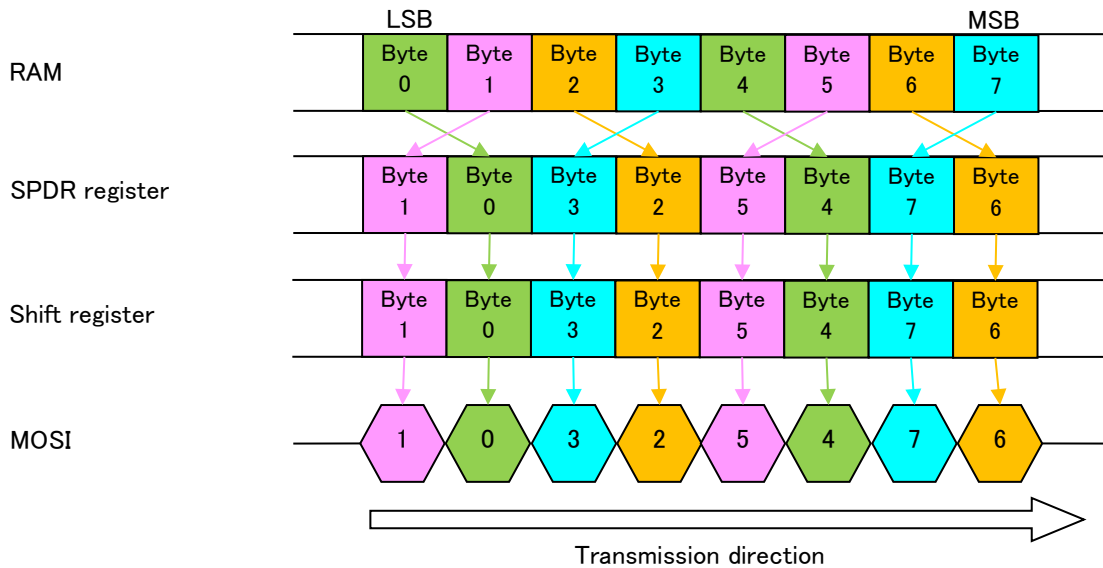 LSB MSB
RAM
Byte Byte Byte Byte Byte Byte Byte Byte
0 1 2 3 4 5 6 7
SPDR register
Byte Byte Byte Byte Byte Byte Byte Byte
1 0 3 2 5 4 7 6
Shift register
Byte Byte Byte Byte Byte Byte Byte Byte
1 0 3 2 5 4 7 6
MOSI
1 0 3 2 5 4 7 6
Transmission direction